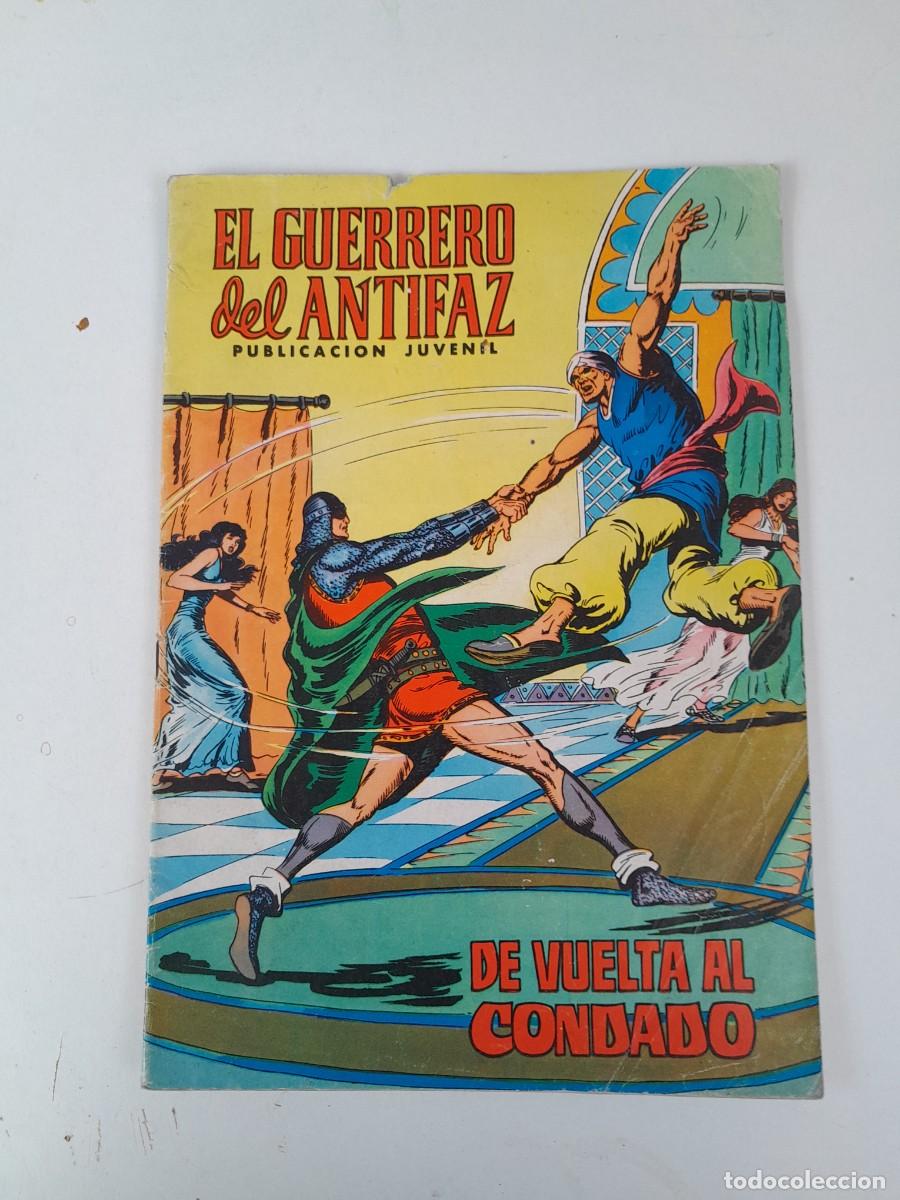 EL GUERRERO
del ANTIFAZ
PUBLICACION JUVENIL
DE VUELTA AL
CONDADO
todocoleccion